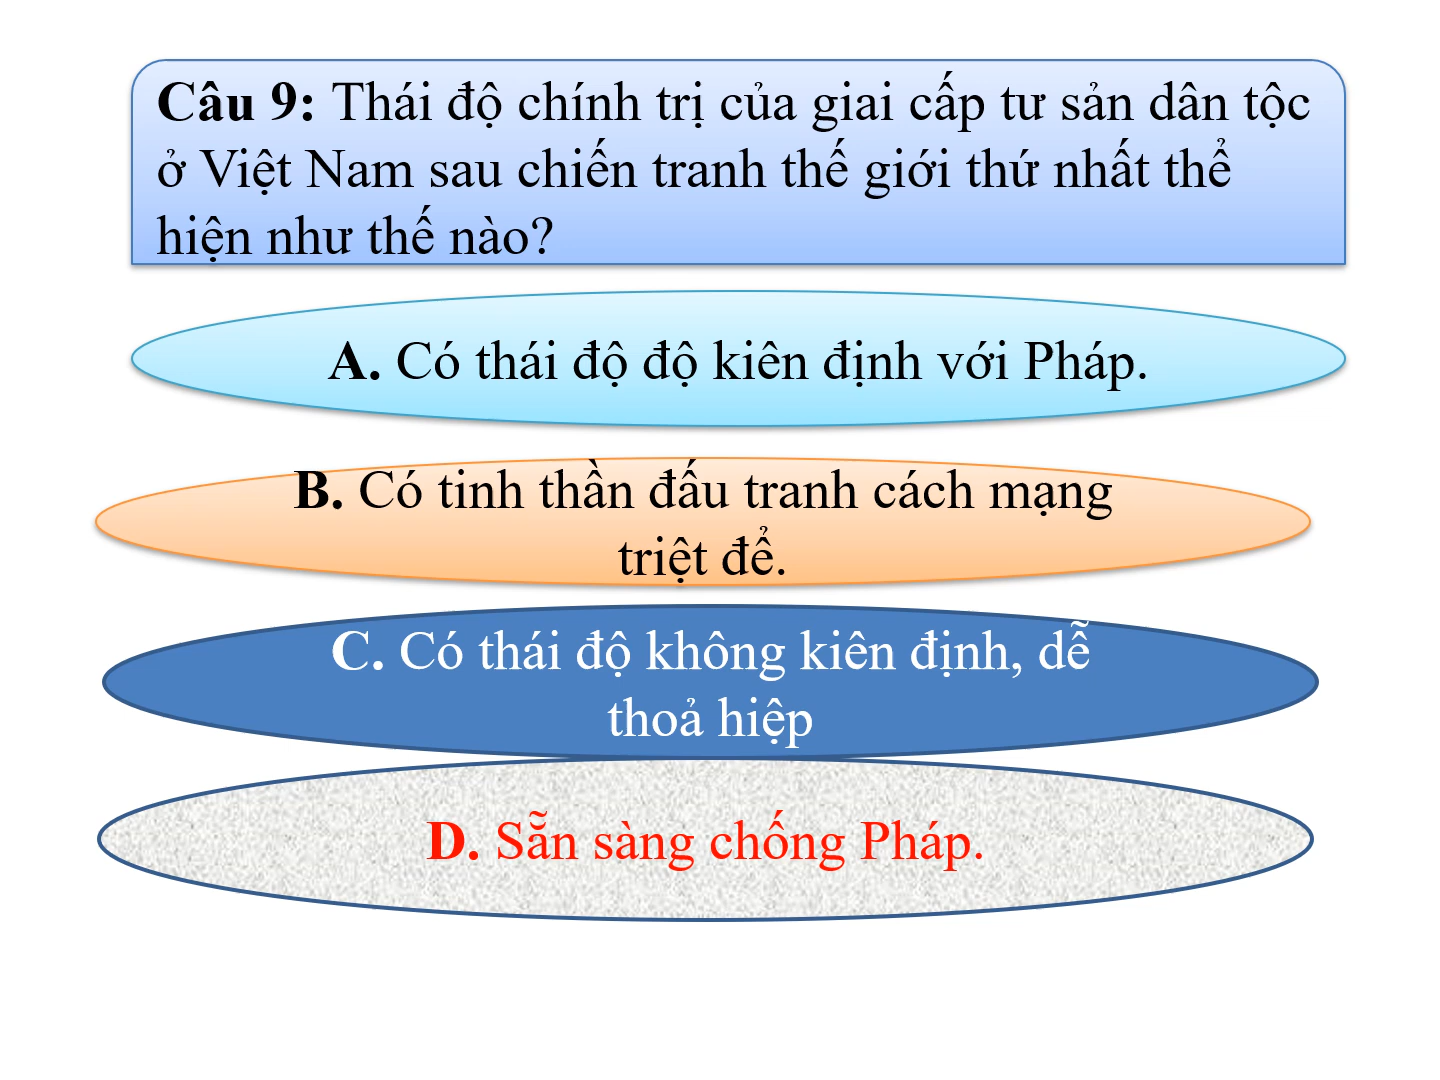 Câu 9: Thái độ chính trị của giai cấp tư sản dân tộc
ở Việt Nam sau chiến tranh thế giới thứ nhất thể
hiện như thế nào?
A. Có thái độ độ kiên định với Pháp.
B. Có tinh thần đấu tranh cách mạng
triệt để.
C. Có thái độ không kiên định, dễ
thoả hiệp
D. Sẵn sàng chống Pháp.